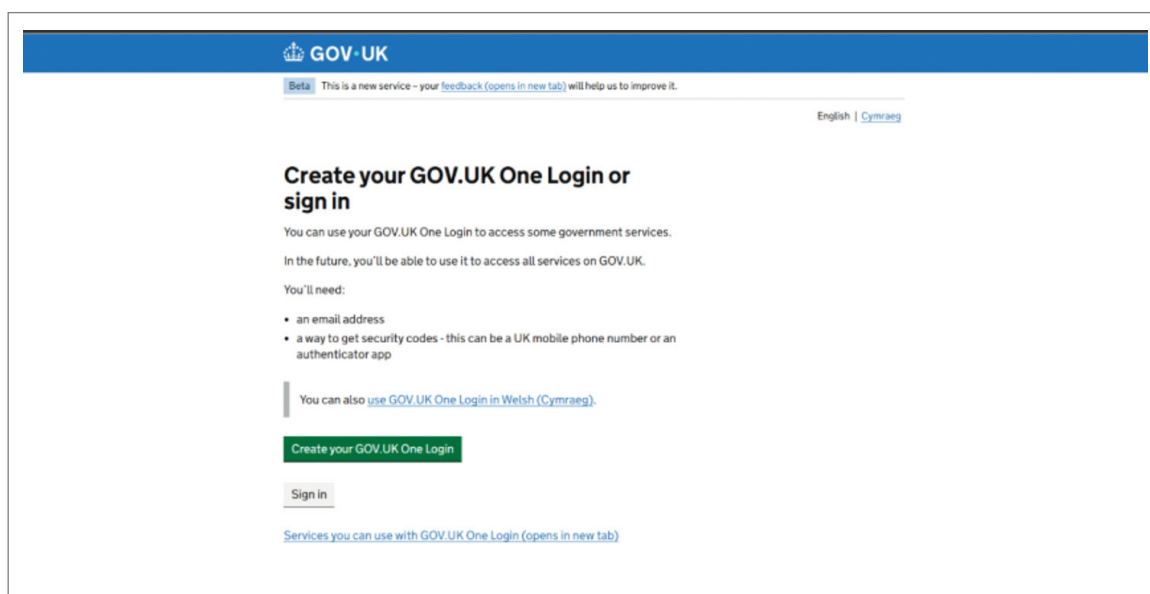 GOV·UK
Beta This is a new service – your feedback (opens in new tab) will help us to improve it.
English | Cymraeg
Create your GOV.UK One Login or
sign in
You can use your GOV.UK One Login to access some government services.
In the future, you'll be able to use it to access all services on GOV.UK.
You'll need:
• an email address
• a way to get security codes - this can be a UK mobile phone number or an
authenticator app
You can also use GOV.UK One Login in Welsh (Cymraeg).
Create your GOV.UK One Login
Sign in
Services you can use with GOV.UK One Login (opens in new tab)